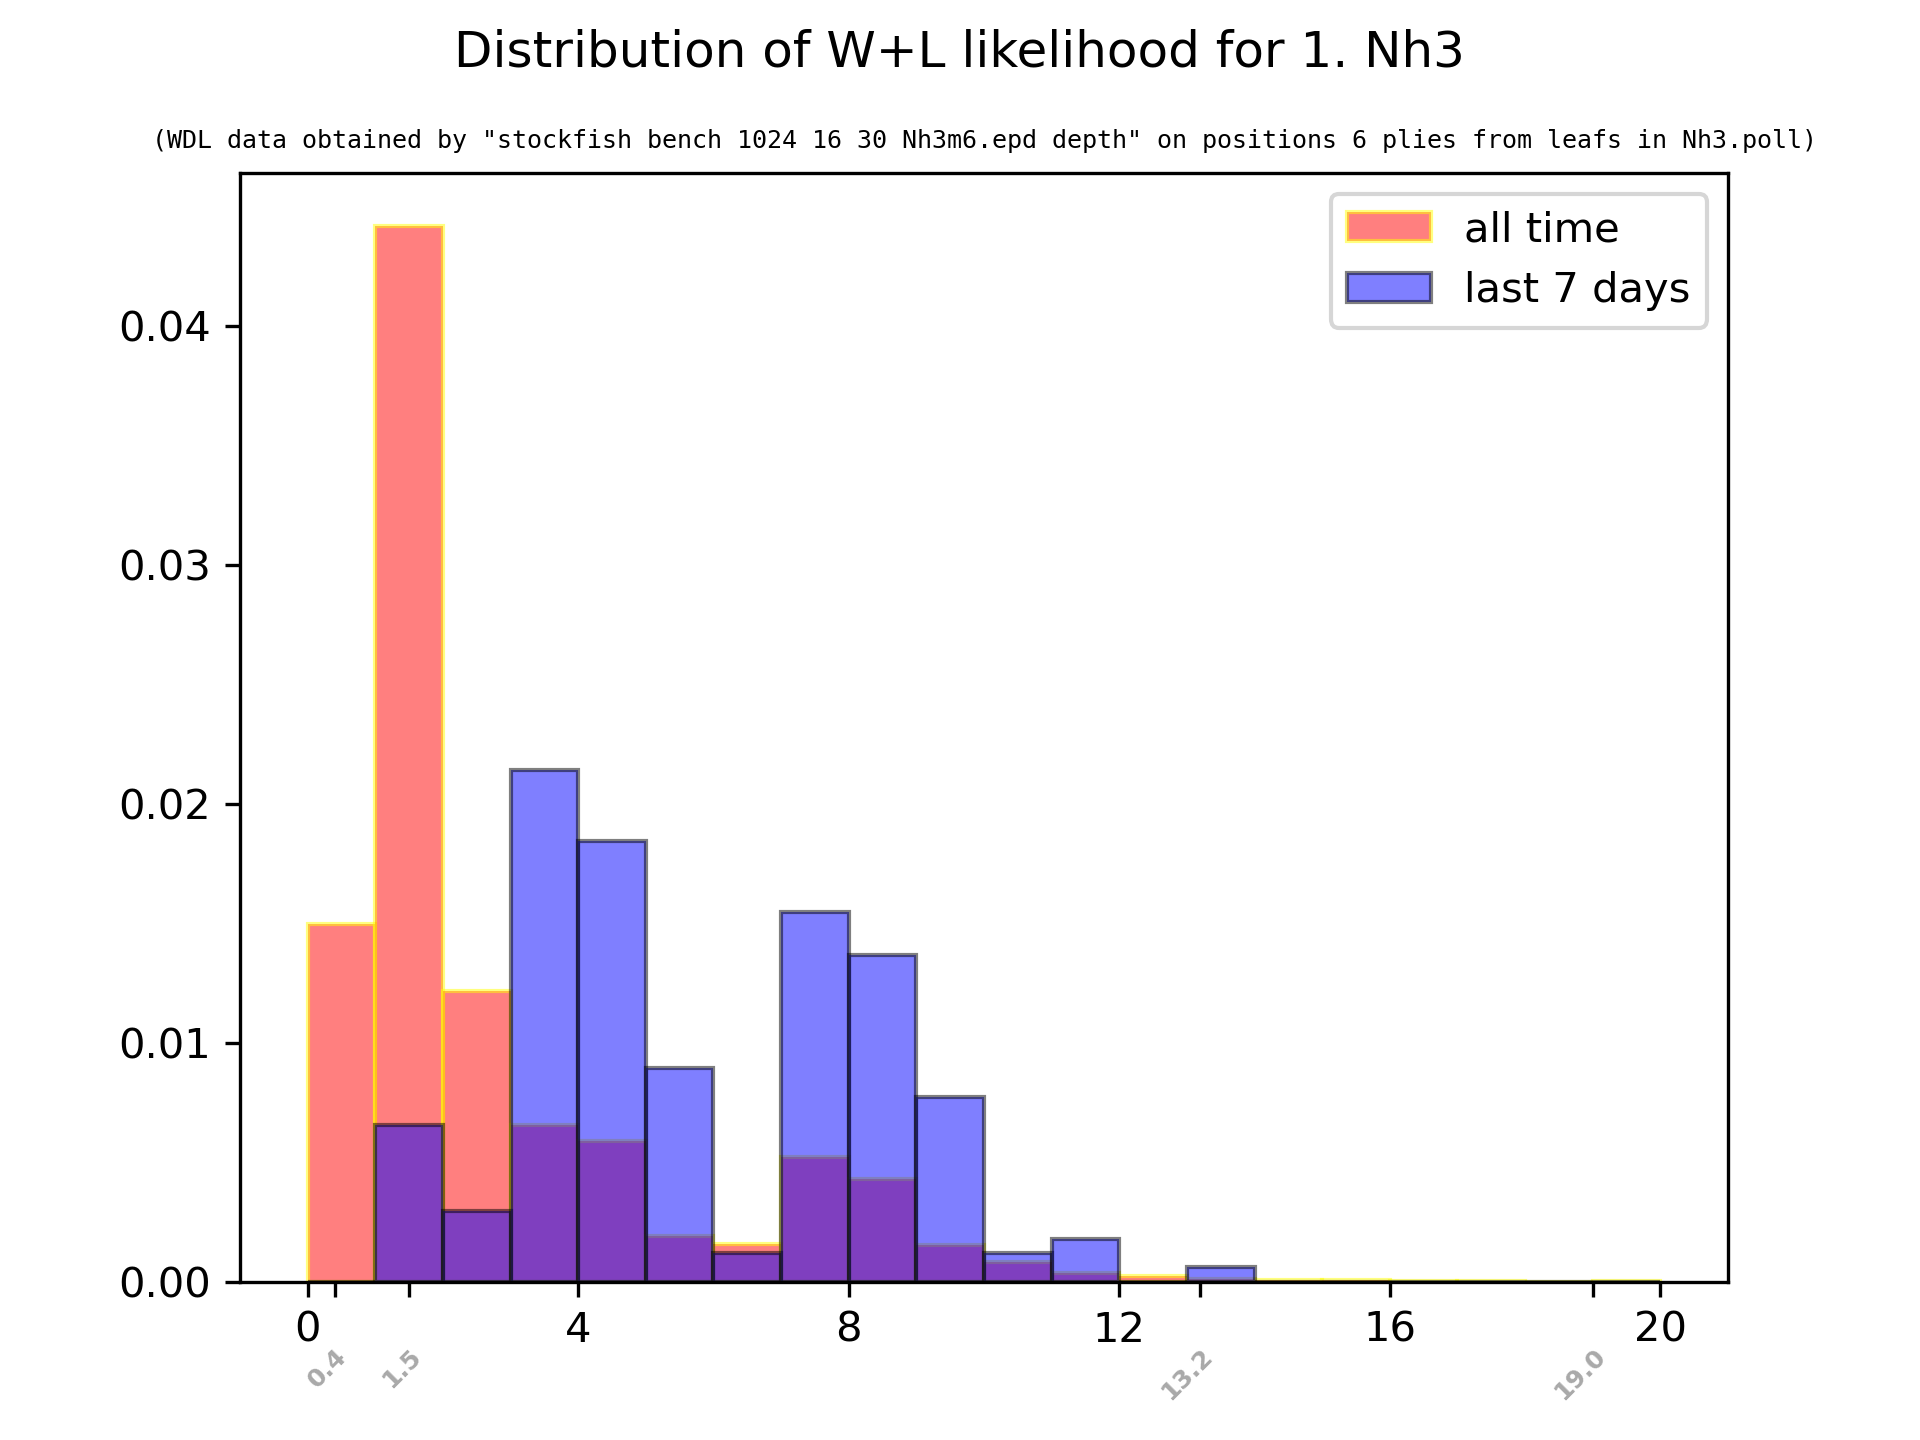 Distribution of W+L likelihood for 1. Nh3
(WDL data obtained by "stockfish bench 1024 16 30 Nh3m6.epd depth" on positions 6 plies from leafs in Nh3.poll)
all time
last 7 days
0.04
0.03
0.02
0.01
0.00
0 4 8 12 16 20
0.4 1.5 13.2 19.0